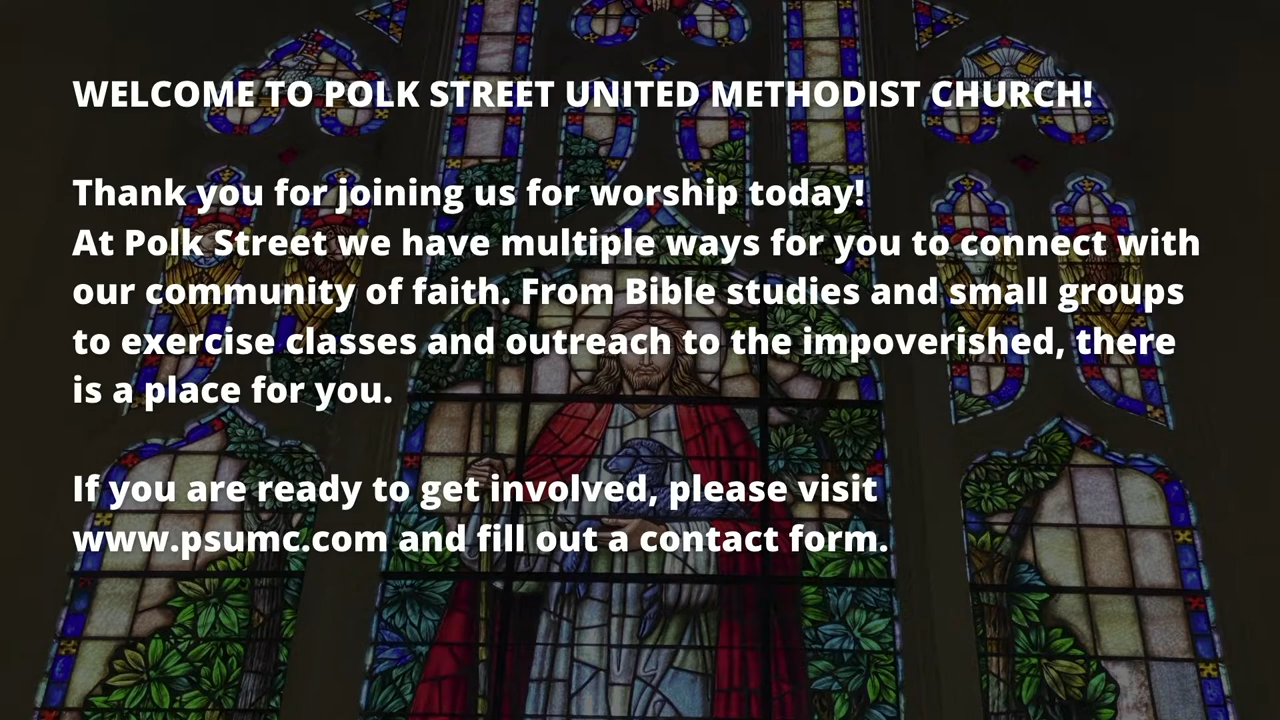 WELCOME TO POLK STREET UNITED METHODIST CHURCH!
Thank you for joining us for worship today!
At Polk Street we have multiple ways for you to connect with
our community of faith. From Bible studies and small groups
to exercise classes and outreach to the impoverished, there
is a place for you.
If you are ready to get involved, please visit
www.psumc.com and fill out a contact form.